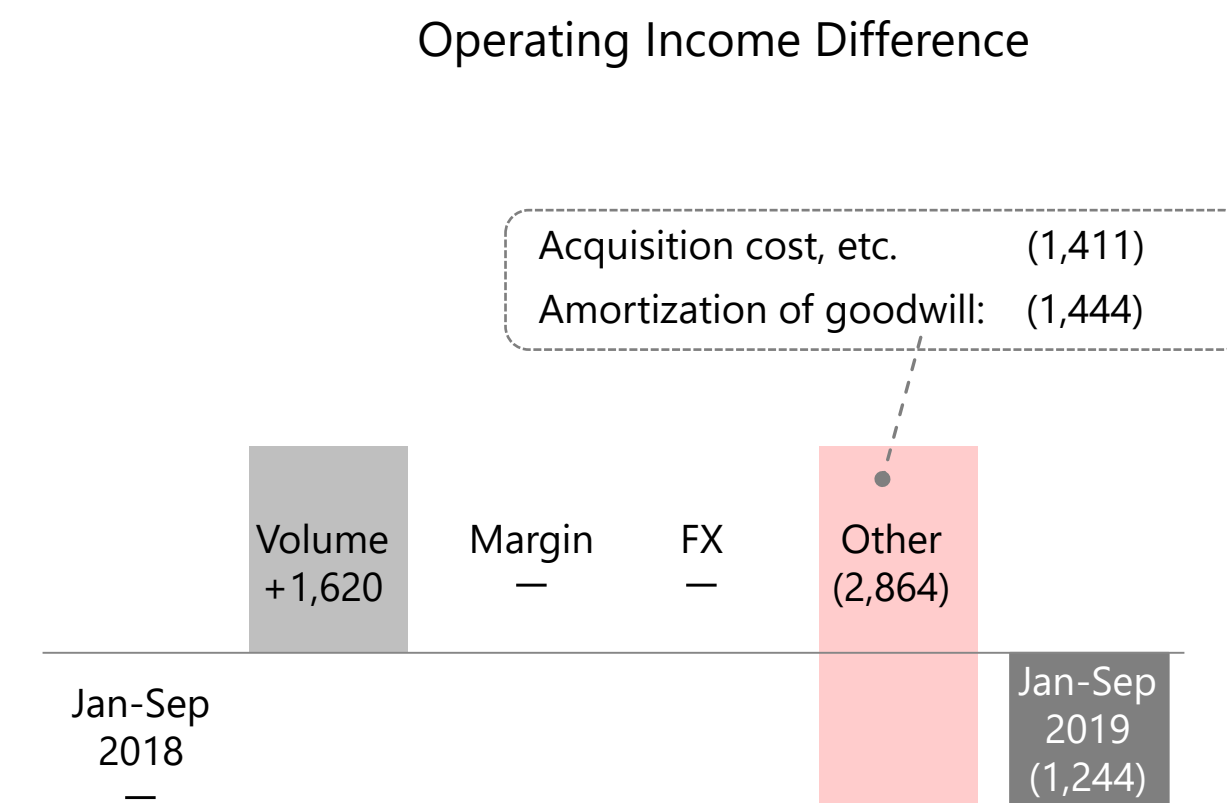 Operating Income Difference
Acquisition cost, etc. (1,411)
Amortization of goodwill: (1,444)
Volume
+1,620
Margin
—
FX
—
Other
(2,864)
Jan-Sep
2018
—
Jan-Sep
2019
(1,244)